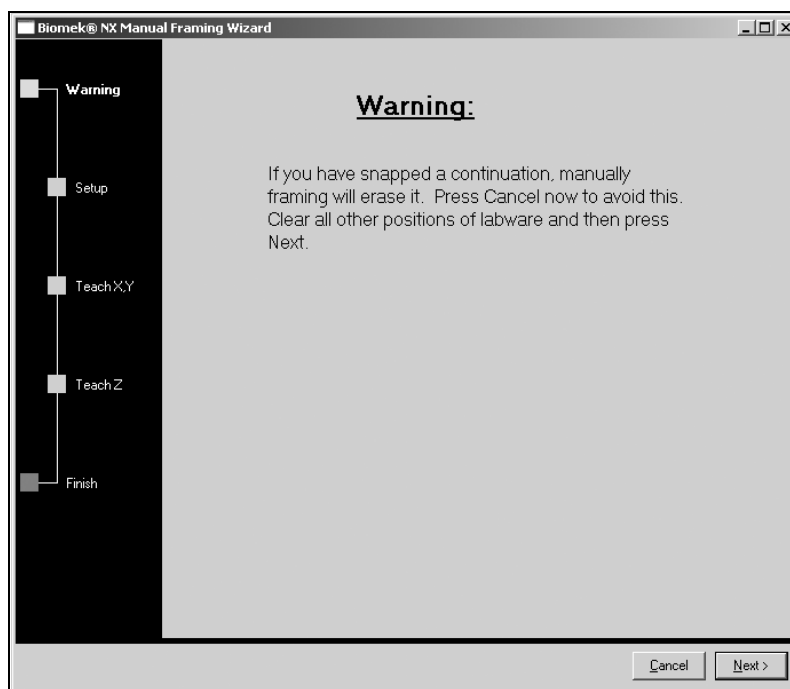 Biomek® NX Manual Framing Wizard
Warning
Setup
Teach X,Y
Teach Z
Finish
Warning:
If you have snapped a continuation, manually
framing will erase it. Press Cancel now to avoid this.
Clear all other positions of labware and then press
Next.
Cancel
Next >